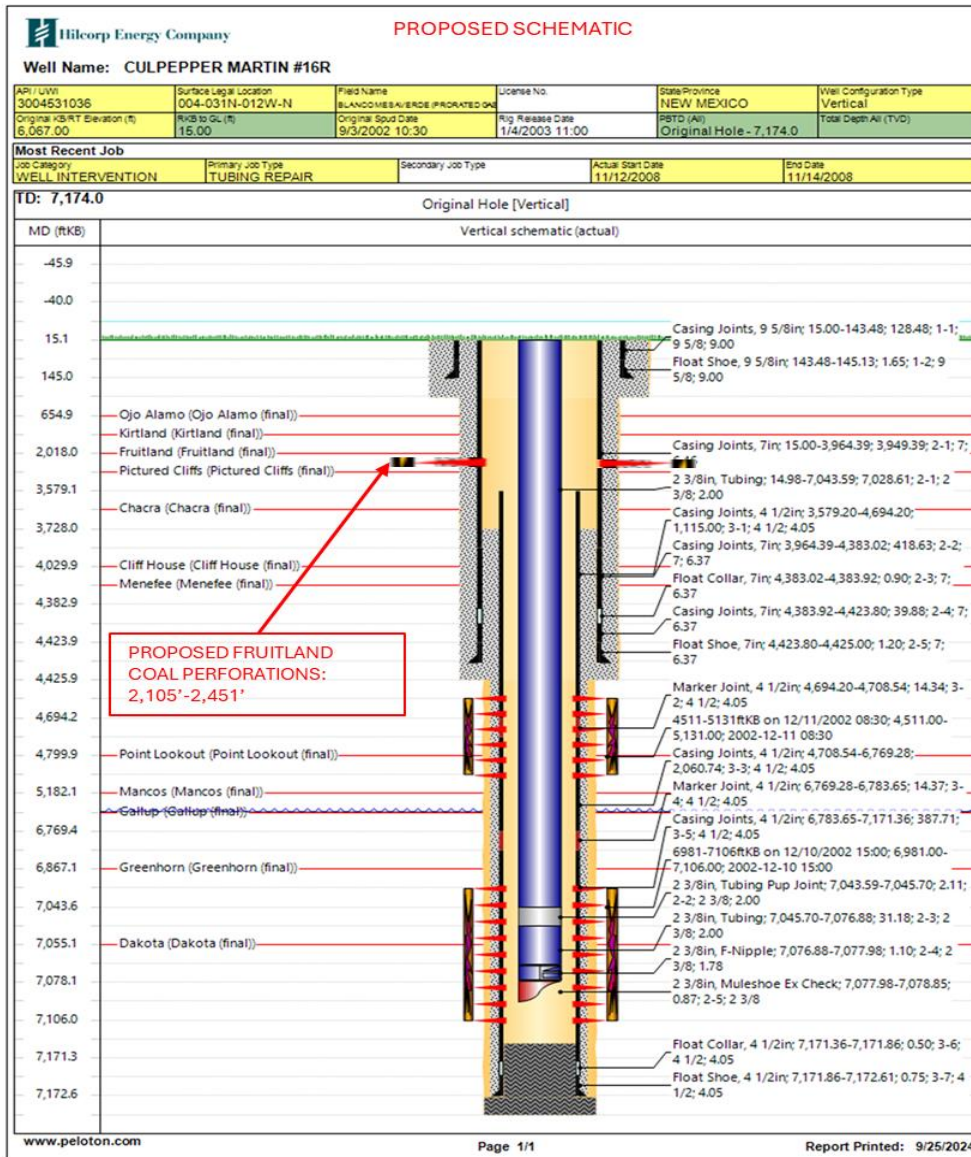 Hilcorp Energy Company
PROPOSED SCHEMATIC
Well Name: CULPEPPER MARTIN #16R
API / UWI
3004531036
Surface Legal Location
004-031N-012W-N
Field Name
BLANCO MESAVERDE (PRORATED GAS
License No.
State/Province
NEW MEXICO
Well Configuration Type
Vertical
Original KB/RT Elevation (ft)
6,067.00
RKB to GL (ft)
15.00
Original Spud Date
9/3/2002 10:30
Rig Release Date
1/4/2003 11:00
PBTD (All)
Original Hole - 7,174.0
Total Depth All (TVD)
Most Recent Job
Job Category
WELL INTERVENTION
Primary Job Type
TUBING REPAIR
Secondary Job Type
Actual Start Date
11/12/2008
End Date
11/14/2008
TD: 7,174.0
Original Hole [Vertical]
MD (ftKB)
Vertical schematic (actual)
-45.9
-40.0
15.1
145.0
654.9
2,018.0
3,579.1
3,728.0
4,029.9
4,382.9
4,423.9
4,425.9
4,694.2
4,799.9
5,182.1
6,769.4
6,867.1
7,043.6
7,055.1
7,078.1
7,106.0
7,171.3
7,172.6
Ojo Alamo (Ojo Alamo (final))
Kirtland (Kirtland (final))
Fruitland (Fruitland (final))
Pictured Cliffs (Pictured Cliffs (final))
Chacra (Chacra (final))
Cliff House (Cliff House (final))
Menefee (Menefee (final))
PROPOSED FRUITLAND
COAL PERFORATIONS:
2,105'-2,451'
Point Lookout (Point Lookout (final))
Mancos (Mancos (final))
Gallup (Gallup (final))
Greenhorn (Greenhorn (final))
Dakota (Dakota (final))
Casing Joints, 9 5/8in; 15.00-143.48; 128.48; 1-1;
9 5/8; 9.00
Float Shoe, 9 5/8in; 143.48-145.13; 1.65; 1-2; 9
5/8; 9.00
Casing Joints, 7in; 15.00-3,964.39; 3,949.39; 2-1; 7;
2 3/8in, Tubing; 14.98-7,043.59; 7,028.61; 2-1; 2
3/8; 2.00
Casing Joints, 4 1/2in; 3,579.20-4,694.20;
1,115.00; 3-1; 4 1/2; 4.05
Casing Joints, 7in; 3,964.39-4,383.02; 418.63; 2-2;
7; 6.37
Float Collar, 7in; 4,383.02-4,383.92; 0.90; 2-3; 7;
6.37
Casing Joints, 7in; 4,383.92-4,423.80; 39.88; 2-4; 7;
6.37
Float Shoe, 7in; 4,423.80-4,425.00; 1.20; 2-5; 7;
6.37
Marker Joint, 4 1/2in; 4,694.20-4,708.54; 14.34; 3-
2; 4 1/2; 4.05
4511-5131ftKB on 12/11/2002 08:30; 4,511.00-
5,131.00; 2002-12-11 08:30
Casing Joints, 4 1/2in; 4,708.54-6,769.28;
2,060.74; 3-3; 4 1/2; 4.05
Marker Joint, 4 1/2in; 6,769.28-6,783.65; 14.37; 3-
4; 4 1/2; 4.05
Casing Joints, 4 1/2in; 6,783.65-7,171.36; 387.71;
3-5; 4 1/2; 4.05
6981-7106ftKB on 12/10/2002 15:00; 6,981.00-
7,106.00; 2002-12-10 15:00
2 3/8in, Tubing Pup Joint; 7,043.59-7,045.70; 2.11;
2-2; 2 3/8; 2.00
2 3/8in, Tubing; 7,045.70-7,076.88; 31.18; 2-3; 2
3/8; 2.00
2 3/8in, F-Nipple; 7,076.88-7,077.98; 1.10; 2-4; 2
3/8; 1.78
2 3/8in, Muleshoe Ex Check; 7,077.98-7,078.85;
0.87; 2-5; 2 3/8
Float Collar, 4 1/2in; 7,171.36-7,171.86; 0.50; 3-6;
4 1/2; 4.05
Float Shoe, 4 1/2in; 7,171.86-7,172.61; 0.75; 3-7; 4
1/2; 4.05
www.peloton.com
Page 1/1
Report Printed: 9/25/2024